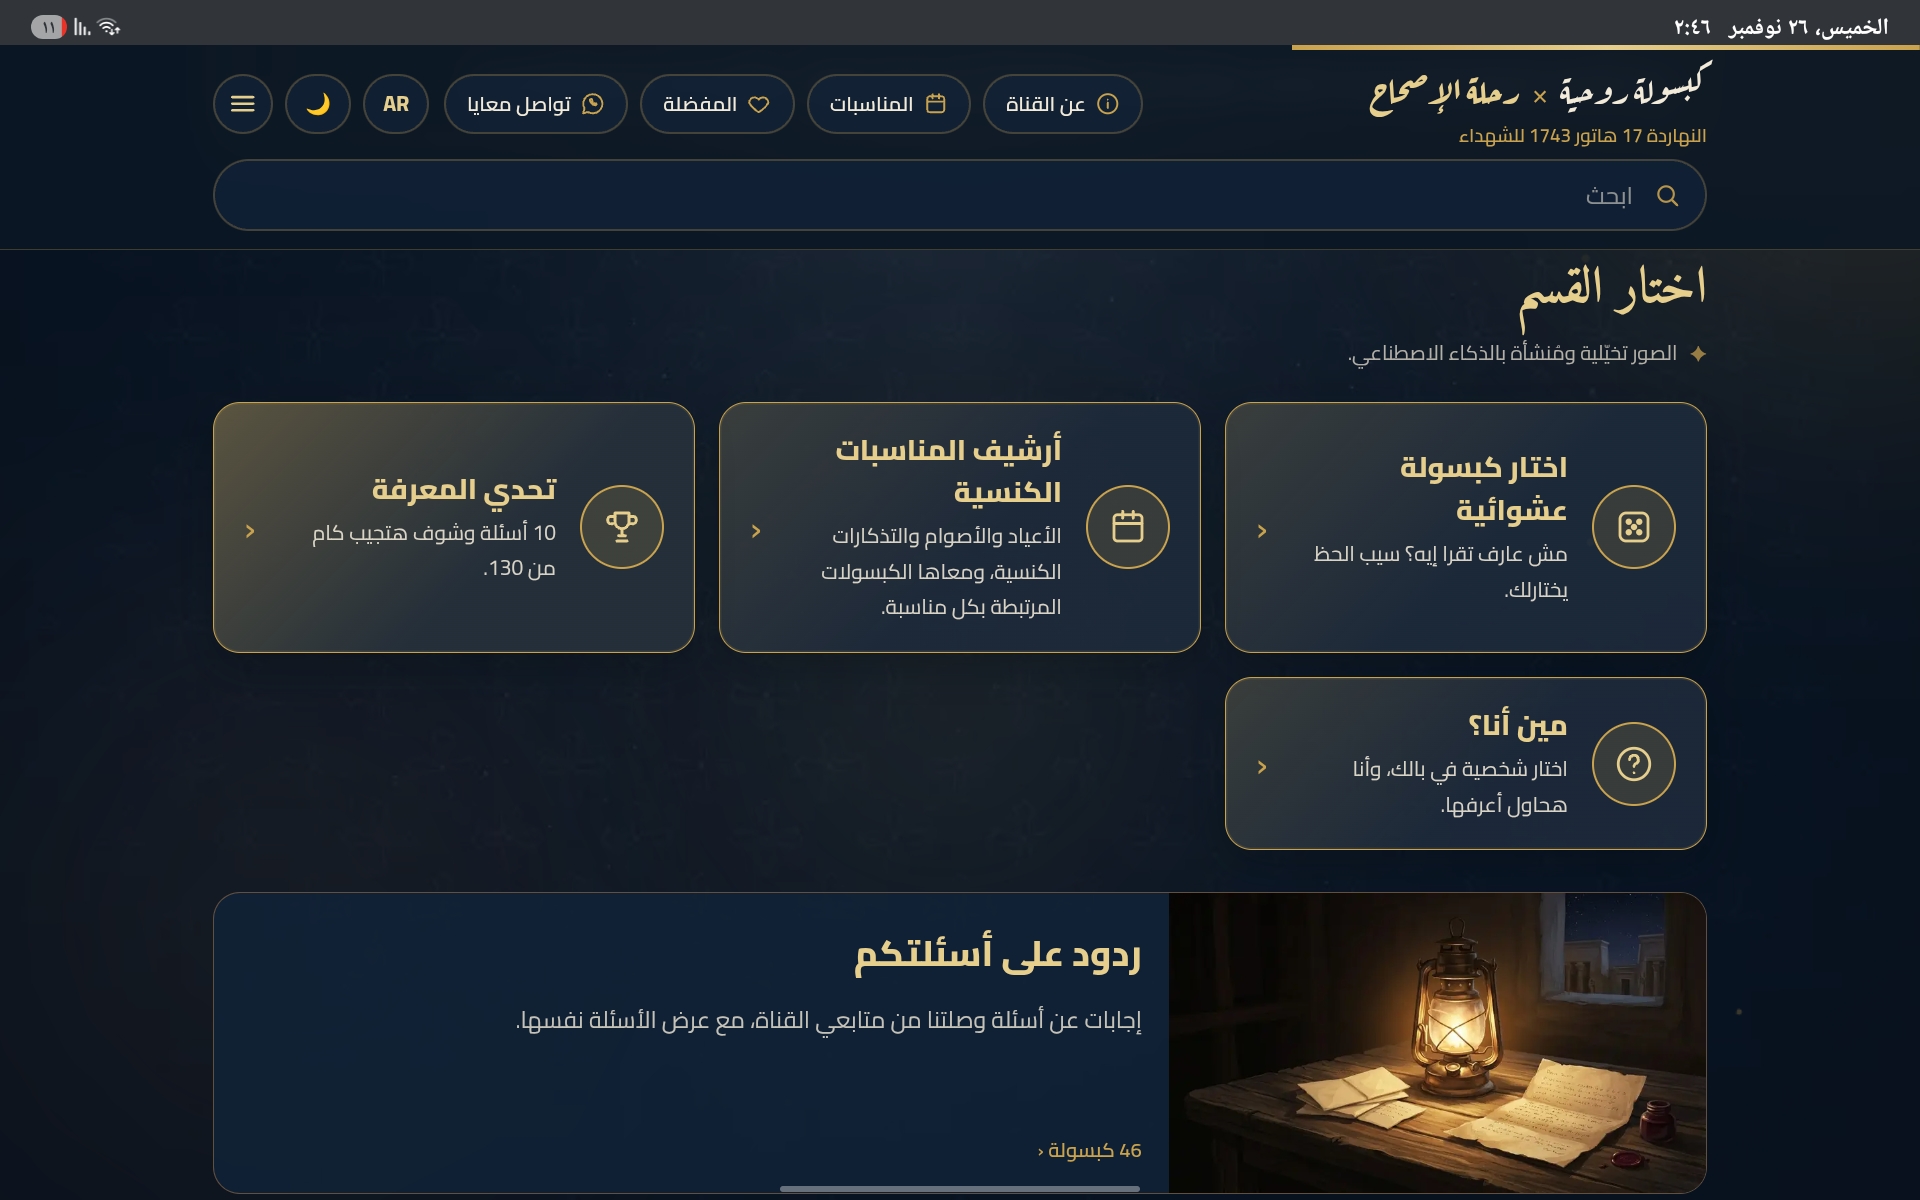 الخميس، ٢٦ نوفمبر ٢:٤٦
١١
كبسولة روحية × رحلة الإصحاح
النهاردة 17 هاتور 1743 للشهداء
عن القناة
المناسبات
المفضلة
تواصل معايا
AR
ابحث
اختار القسم
الصور تخيّلية ومُنشأة بالذكاء الاصطناعي.
اختار كبسولة
عشوائية
مش عارف تقرا إيه؟ سيب الحظ
يختارلك.
أرشيف المناسبات
الكنسية
الأعياد والأصوام والتذكارات
الكنسية، ومعاها الكبسولات
المرتبطة بكل مناسبة.
تحدي المعرفة
10 أسئلة وشوف هتجيب كام
من 130.
مين أنا؟
اختار شخصية في بالك، وأنا
هحاول أعرفها.
ردود على أسئلتكم
إجابات عن أسئلة وصلتنا من متابعي القناة، مع عرض الأسئلة نفسها.
46 كبسولة ‹